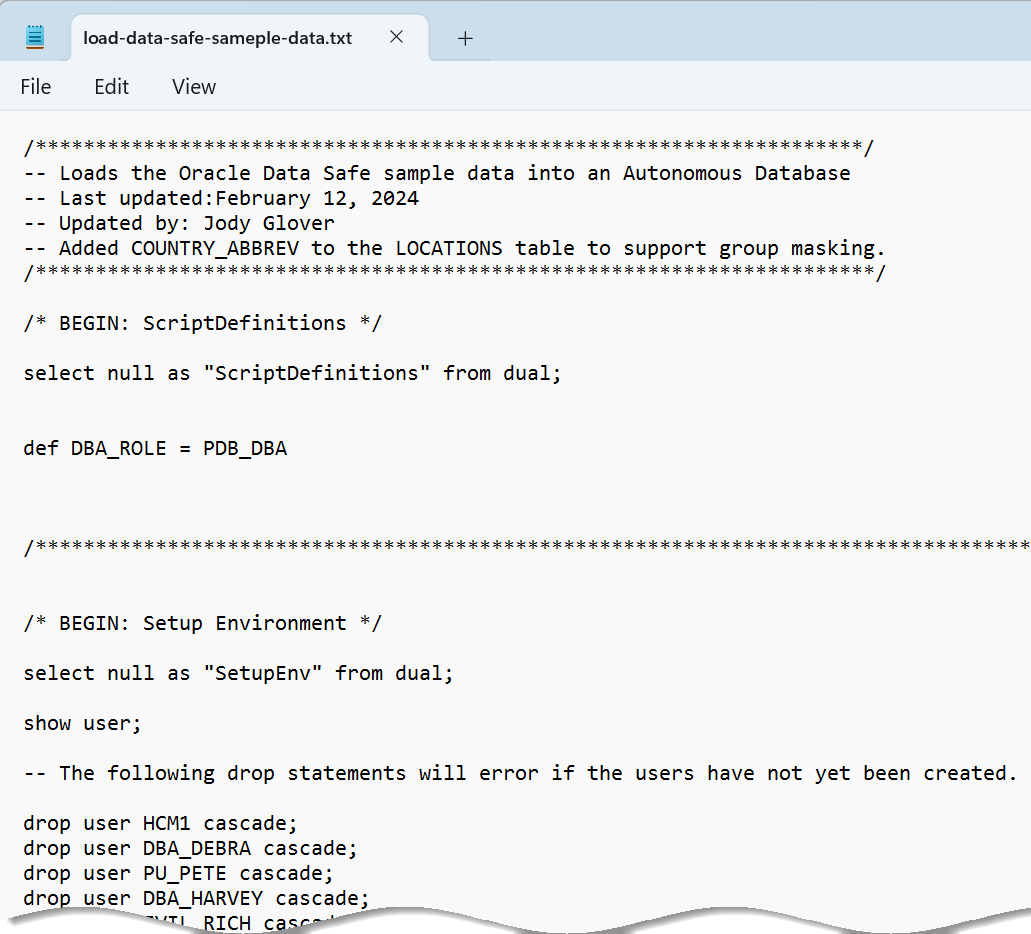 load-data-safe-sameple-data.txt
File Edit View
/*********************************************************************/
-- Loads the Oracle Data Safe sample data into an Autonomous Database
-- Last updated:February 12, 2024
-- Updated by: Jody Glover
-- Added COUNTRY_ABBREV to the LOCATIONS table to support group masking.
/**********************************************************************/
/* BEGIN: ScriptDefinitions */
select null as "ScriptDefinitions" from dual;
def DBA_ROLE = PDB_DBA
/***********************************************************************************
/* BEGIN: Setup Environment */
select null as "SetupEnv" from dual;
show user;
-- The following drop statements will error if the users have not yet been created.
drop user HCM1 cascade;
drop user DBA_DEBRA cascade;
drop user PU_PETE cascade;
drop user DBA_HARVEY cascade;
RICH